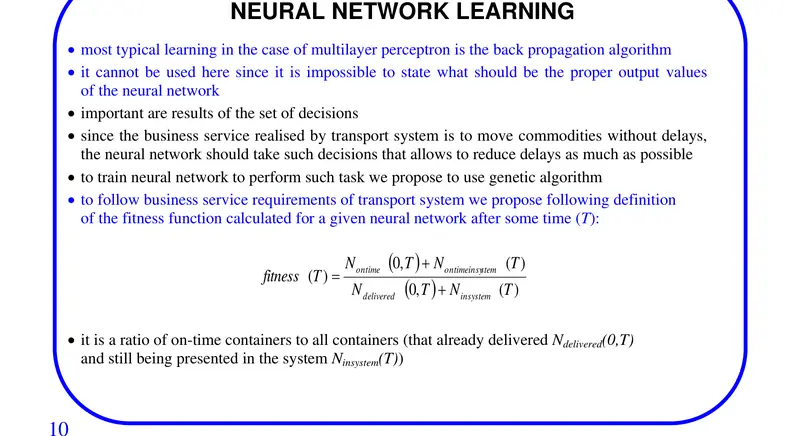 NEURAL NETWORK LEARNING
• most typical learning in the case of multilayer perceptron is the back propagation algorithm
• it cannot be used here since it is impossible to state what should be the proper output values
of the neural network
• important are results of the set of decisions
• since the business service realised by transport system is to move commodities without delays,
the neural network should take such decisions that allows to reduce delays as much as possible
• to train neural network to perform such task we propose to use genetic algorithm
• to follow business service requirements of transport system we propose following definition
of the fitness function calculated for a given neural network after some time (T):
fitness (T) = (N_ontime (0,T) + N_ontimeinsystem (T)) / (N_delivered (0,T) + N_insystem (T))
• it is a ratio of on-time containers to all containers (that already delivered N_delivered(0,T)
and still being presented in the system N_insystem(T))
10